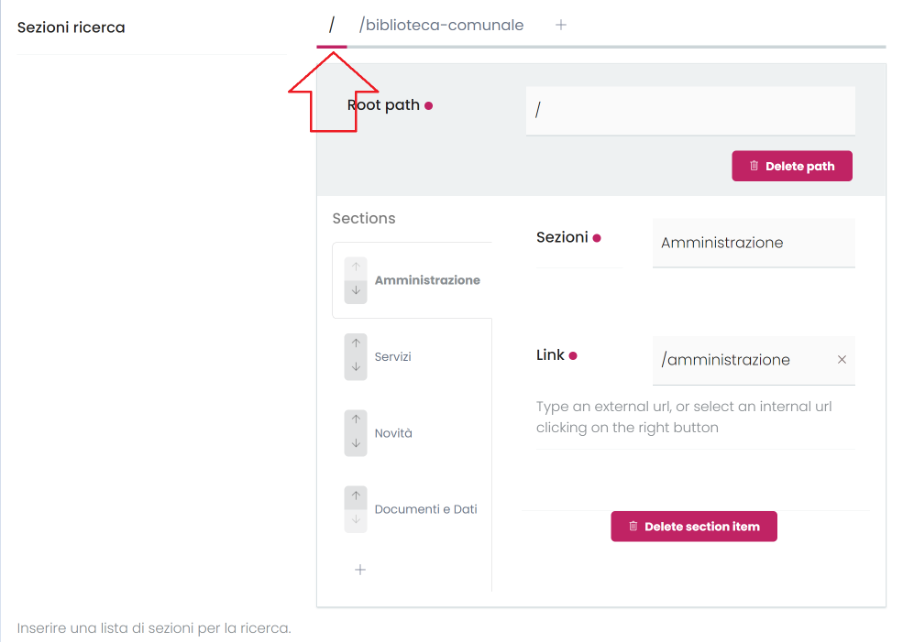 Sezioni ricerca
/
/biblioteca-comunale
+
Root path
/
Delete path
Sections
Amministrazione
Servizi
Novità
Documenti e Dati
+
Sezioni
Amministrazione
Link
/amministrazione ×
Type an external url, or select an internal url
clicking on the right button
Delete section item
Inserire una lista di sezioni per la ricerca.